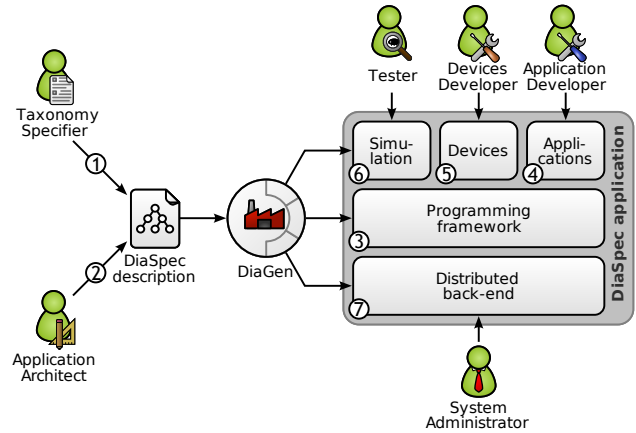 Tester
Devices
Developer
Application
Developer
Taxonomy
Specifier
1
Simu-
lation
6
Devices
5
Appli-
cations
4
DiaSpec application
Programming
framework
3
DiaSpec
description
DiaGen
2
Distributed
back-end
7
Application
Architect
System
Administrator